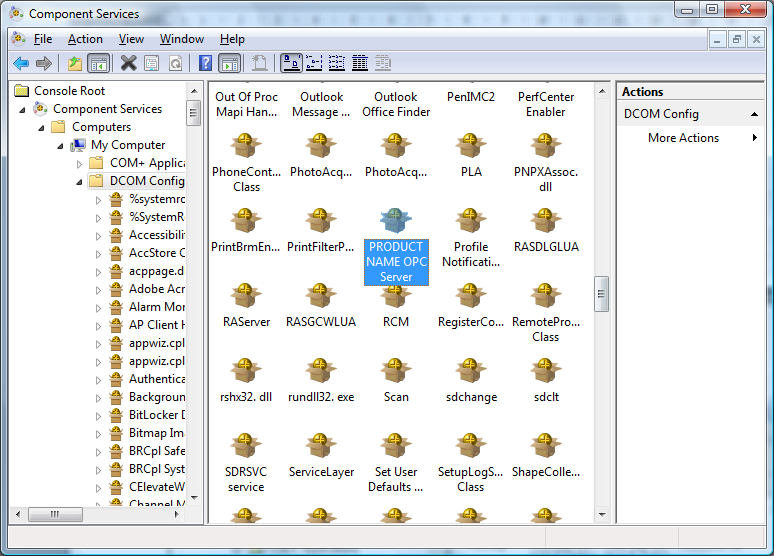 Component Services
File Action View Window Help
Console Root
Component Services
Computers
My Computer
COM+ Applica
DCOM Config
%systemro
%SystemR
Accessibilit
AccStore C
acppage.d
Adobe Acr
Alarm Mor
AP Client H
appwiz.cpl
appwiz.cpl
Authentica
Background
BitLocker D
Bitmap Ima
BRCpl Safe
BRCpl Syst
CElevateW
Channel M
Out Of Proc
Mapi Han...
Outlook
Message ...
Outlook
Office Finder
PenIMC2
PerfCenter
Enabler
PhoneCont...
Class
PhotoAcq...
PhotoAcq...
PLA
PNPXAssoc.
dll
PrintBrmEn...
PrintFilterP...
PRODUCT
NAME OPC
Server
Profile
Notificati...
RASDLGLUA
RAServer
RASGCWLUA
RCM
RegisterCo...
RemotePro...
Class
rshx32. dll
rundll32. exe
Scan
sdchange
sdclt
SDRSVC
service
ServiceLayer
Set User
Defaults ...
SetupLogS...
Class
ShapeColle...
Actions
DCOM Config
More Actions